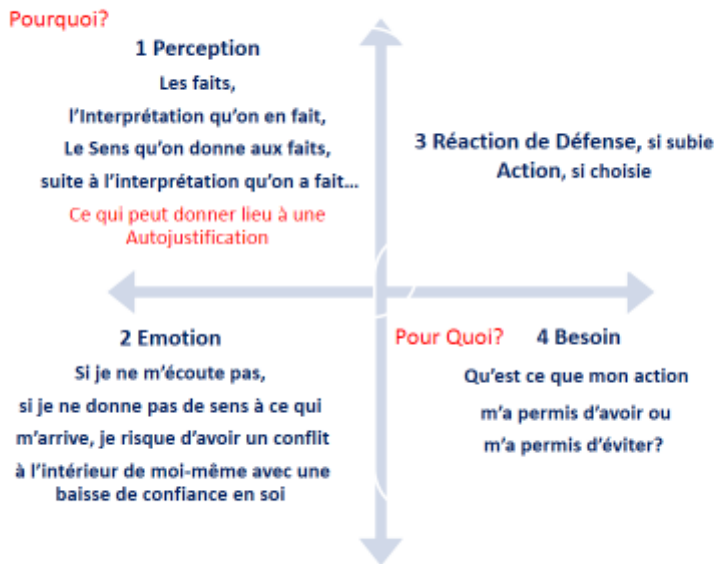 Pourquoi?
1 Perception
Les faits,
l'Interprétation qu'on en fait,
Le Sens qu'on donne aux faits,
suite à l'interprétation qu'on a fait...
Ce qui peut donner lieu à une
Autojustification
3 Réaction de Défense, si subie
Action, si choisie
2 Emotion
Si je ne m'écoute pas,
si je ne donne pas de sens à ce qui
m'arrive, je risque d'avoir un conflit
à l'intérieur de moi-même avec une
baisse de confiance en soi
Pour Quoi? 4 Besoin
Qu'est ce que mon action
m'a permis d'avoir ou
m'a permis d'éviter?